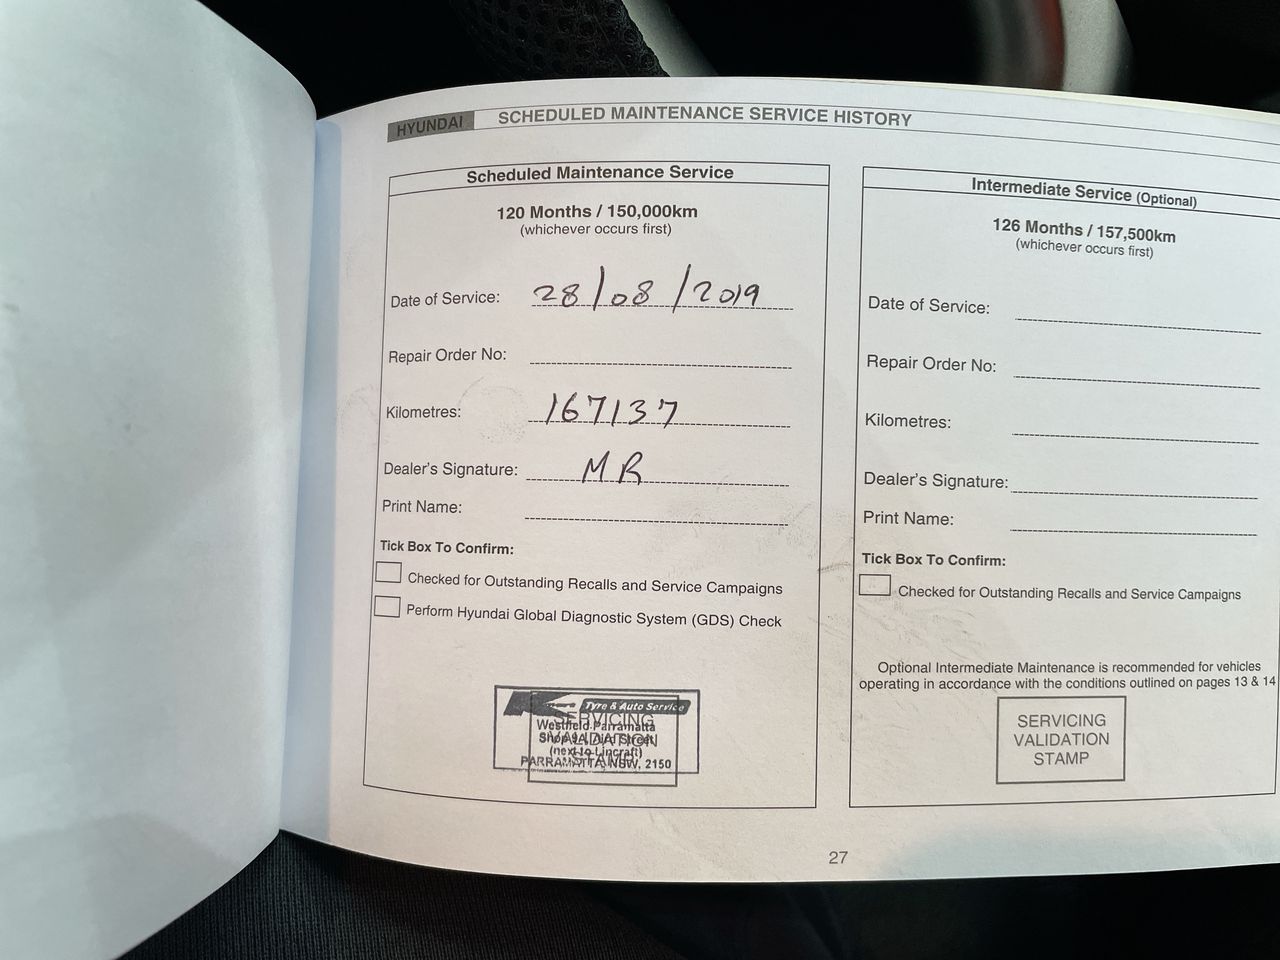 HYUNDAI SCHEDULED MAINTENANCE SERVICE HISTORY
Scheduled Maintenance Service
120 Months / 150,000km
(whichever occurs first)
Date of Service: 28/08/2019
Repair Order No:
Kilometres: 167137
Dealer's Signature: MR
Print Name:
Tick Box To Confirm:
Checked for Outstanding Recalls and Service Campaigns
Perform Hyundai Global Diagnostic System (GDS) Check
Tyre & Auto Service
SERVICING
Westfield Parramatta
VALIDATION
Street
(next to Lincraft)
STAMP
PARRAMATTA, NSW, 2150
Intermediate Service (Optional)
126 Months / 157,500km
(whichever occurs first)
Date of Service:
Repair Order No:
Kilometres:
Dealer's Signature:
Print Name:
Tick Box To Confirm:
Checked for Outstanding Recalls and Service Campaigns
Optional Intermediate Maintenance is recommended for vehicles
operating in accordance with the conditions outlined on pages 13 & 14
SERVICING
VALIDATION
STAMP
27